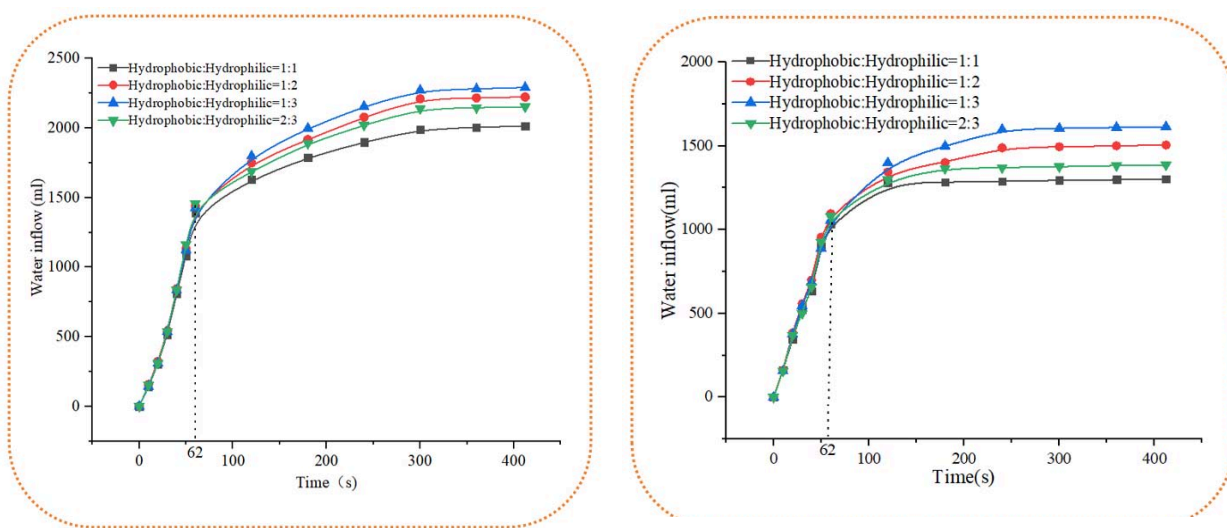 2500
Hydrophobic:Hydrophilic=1:1
Hydrophobic:Hydrophilic=1:2
Hydrophobic:Hydrophilic=1:3
Hydrophobic:Hydrophilic=2:3
2000
1500
1000
500
0
Water inflow (ml)
0
62
100
200
300
400
Time（s）
2000
Hydrophobic:Hydrophilic=1:1
Hydrophobic:Hydrophilic=1:2
Hydrophobic:Hydrophilic=1:3
Hydrophobic:Hydrophilic=2:3
1500
1000
500
0
Water inflow(ml)
0
62
100
200
300
400
Time(s)